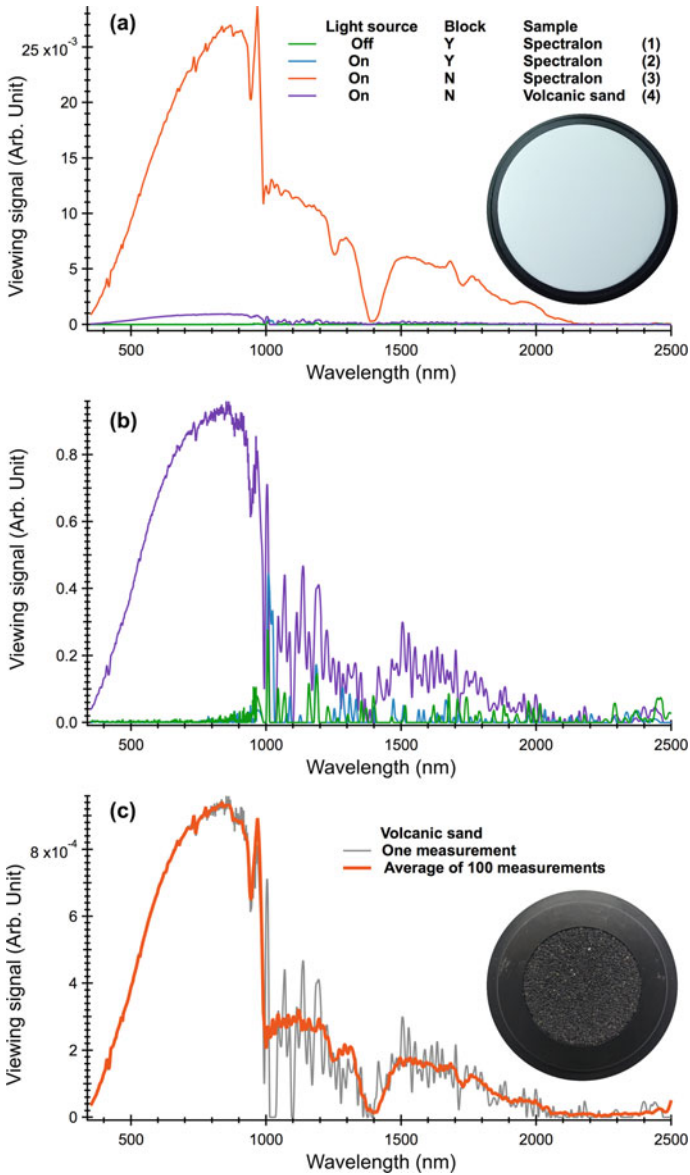 (a)
Light source Block Sample
Off Y Spectralon (1)
On Y Spectralon (2)
On N Spectralon (3)
On N Volcanic sand (4)
25 x10⁻³
20
15
10
5
0
Viewing signal (Arb. Unit)
500 1000 1500 2000 2500
Wavelength (nm)
(b)
0.8
0.6
0.4
0.2
0.0
Viewing signal (Arb. Unit)
500 1000 1500 2000 2500
Wavelength (nm)
(c)
Volcanic sand
One measurement
Average of 100 measurements
8 x10⁻⁴
6
4
2
0
Viewing signal (Arb. Unit)
500 1000 1500 2000 2500
Wavelength (nm)